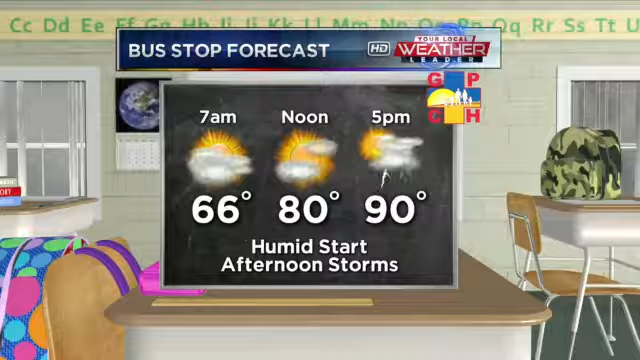 Cc Dd Ee Ff Gg Hh Ii Jj Kk Ll Mm Nn Oo Pp Qq Rr Ss Tt U
BUS STOP FORECAST
HD
YOUR LOCAL
WEATHER
LEADER
G P
C H
7am Noon 5pm
66° 80° 90°
Humid Start
Afternoon Storms
HISTORY